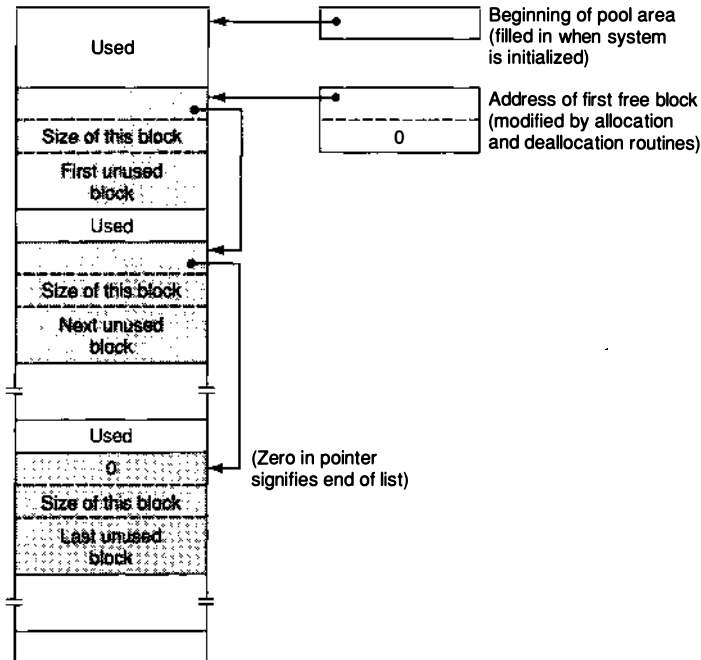 Used
Beginning of pool area
(filled in when system
is initialized)
Address of first free block
(modified by allocation
and deallocation routines)
0
Size of this block
First unused
block
Used
Size of this block
Next unused
block
Used
0
(Zero in pointer
signifies end of list)
Size of this block
Last unused
block